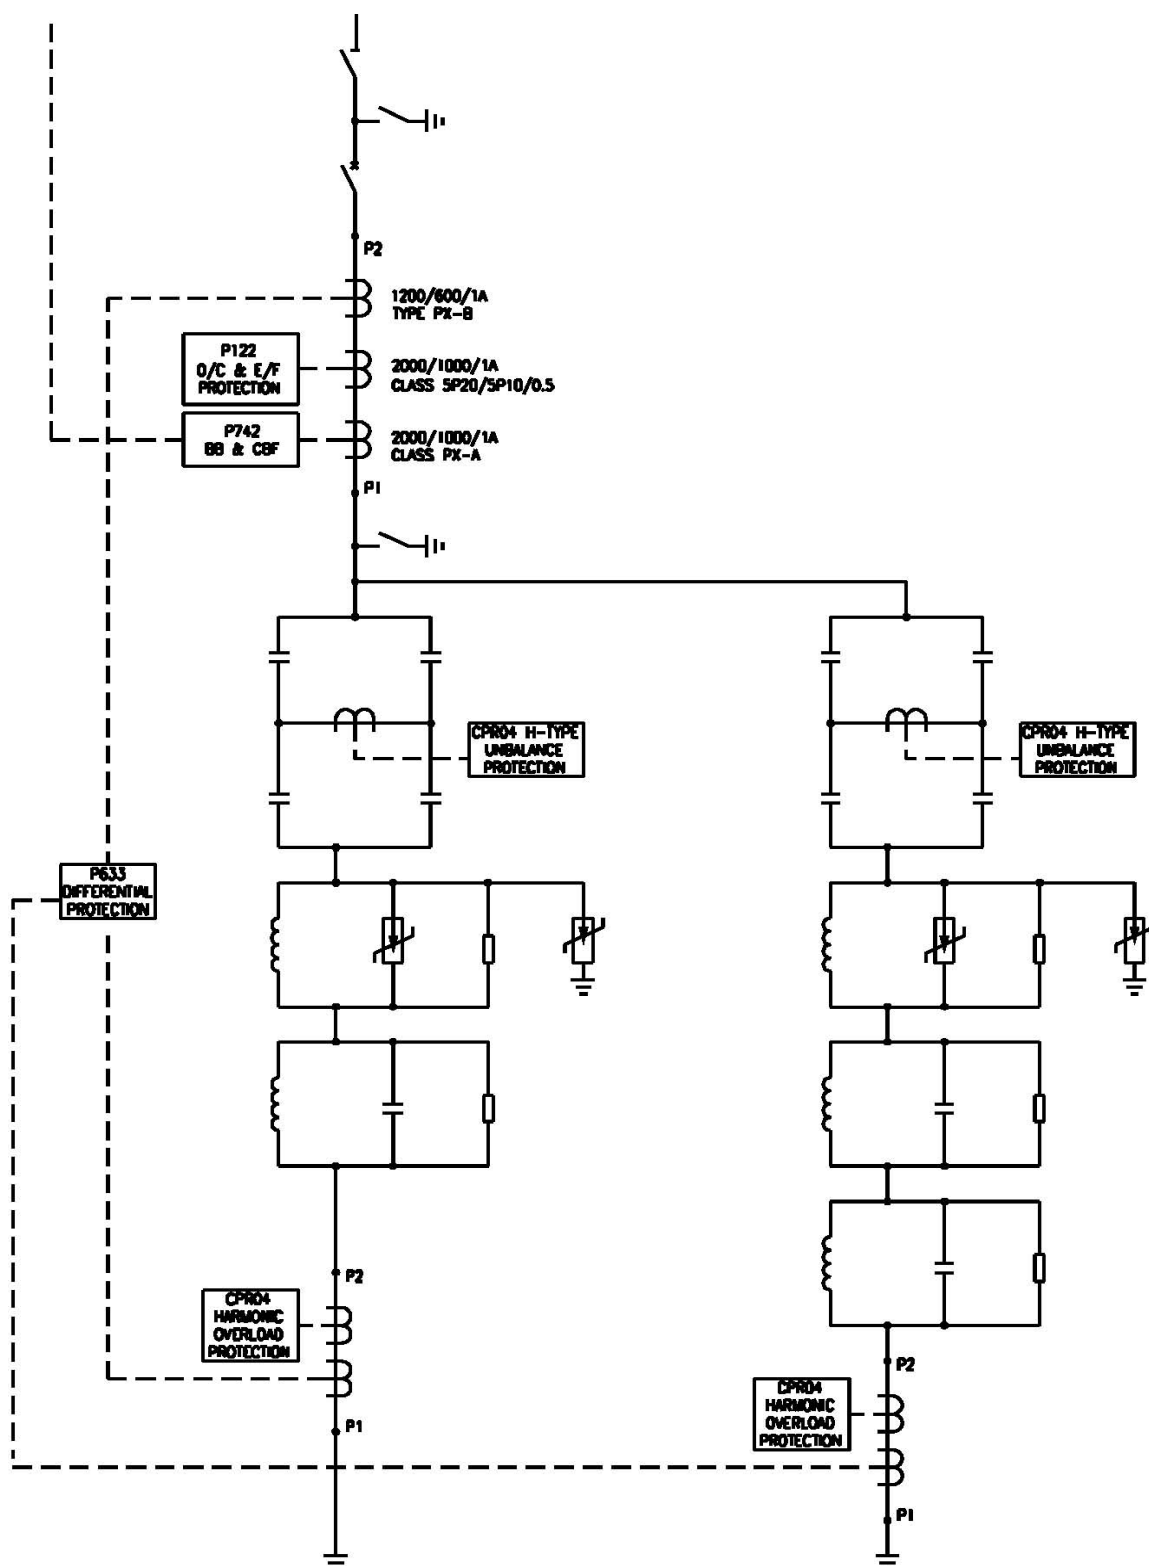 P2
1200/600/1A
TYPE PX-B
P122
O/C & E/F
PROTECTION
2000/1000/1A
CLASS 5P20/5P10/0.5
P742
BB & CBF
2000/1000/1A
CLASS PX-A
P1
CPR04 H-TYPE
UNBALANCE
PROTECTION
CPR04 H-TYPE
UNBALANCE
PROTECTION
P633
DIFFERENTIAL
PROTECTION
P2
CPR04
HARMONIC
OVERLOAD
PROTECTION
P1
P2
CPR04
HARMONIC
OVERLOAD
PROTECTION
P1